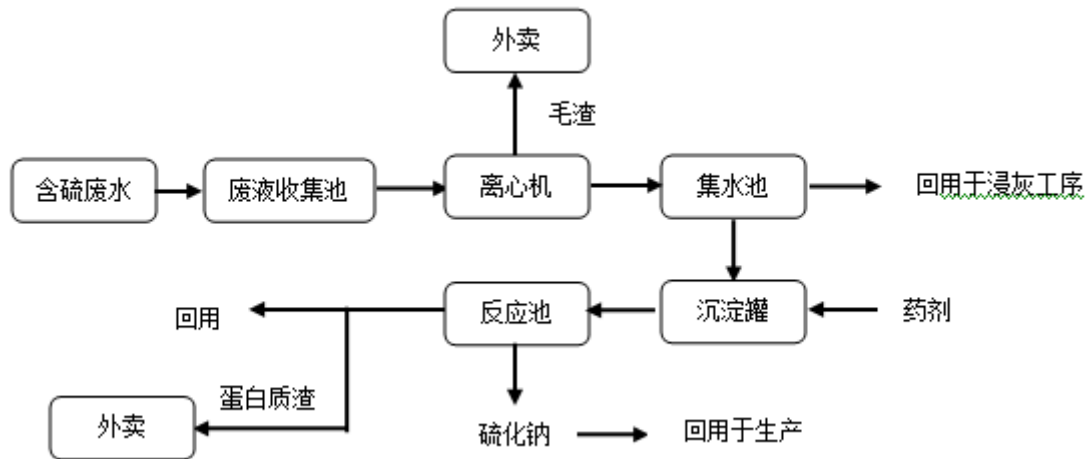 外卖
毛渣
含硫废水
废液收集池
离心机
集水池
回用于浸灰工序
回用
反应池
沉淀罐
药剂
蛋白质渣
外卖
硫化钠
回用于生产